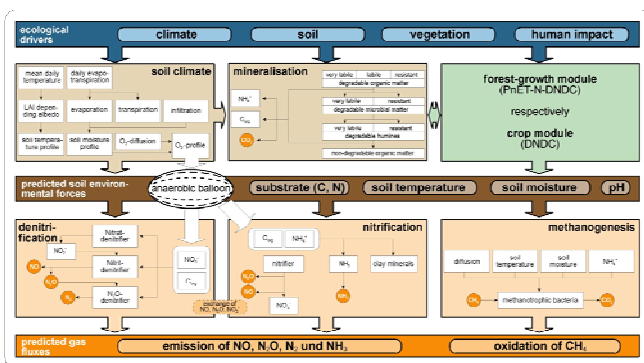 ecological drivers
climate
soil
vegetation
human impact
soil climate
mean daily temperature
daily evapo-transpiration
LAI depending albedo
evaporation
transpiration
infiltration
soil temperature profile
soil moisture profile
O₂-diffusion
O₂-profile
mineralisation
very labile
labile
resistant
degradable organic matter
NH₄⁺
very labile
resistant
degradable microbial matter
CO₂
very labile
resistant
degradable humines
non-degradable organic matter
forest-growth module
(PnET-N-DNDC)
respectively
crop module
(DNDC)
predicted soil environ-
mental forces
anaerobic balloon
substrate (C, N)
soil temperature
soil moisture
pH
denitri-
fication
Nitrat-
denitrifier
Nitrit-
denitrifier
N₂O-
denitrifier
NO
N₂O
N₂
exchange of
NO, N₂O, NO₃⁻
nitrification
NH₄⁺
nitrifier
NH₃
clay minerals
N₂O
NO
NO₃⁻
NH₃
methanogenesis
diffusion
soil
temperature
soil
moisture
NH₄⁺
CH₄
methanotrophic bacteria
CO₂
predicted gas
fluxes
emission of NO, N₂O, N₂ und NH₃
oxidation of CH₄